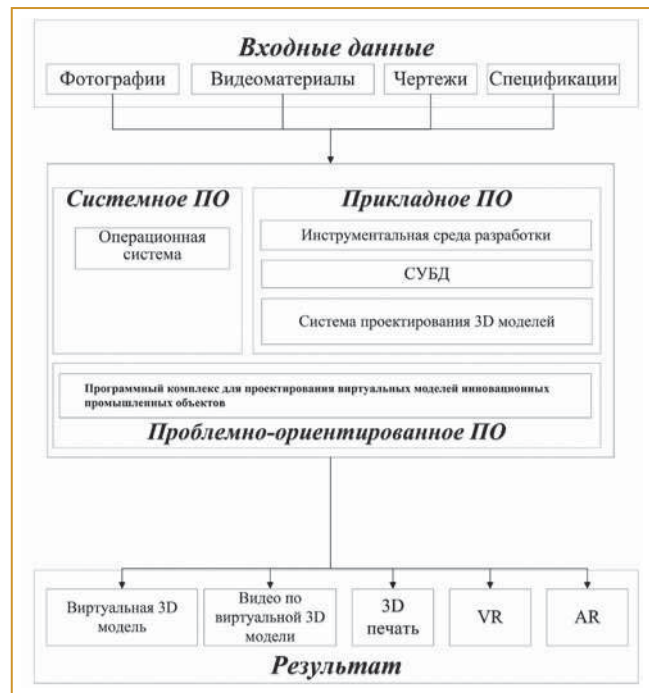 Входные данные
Фотографии
Видеоматериалы
Чертежи
Спецификации
Системное ПО
Операционная
система
Прикладное ПО
Инструментальная среда разработки
СУБД
Система проектирования 3D моделей
Программный комплекс для проектирования виртуальных моделей инновационных
промышленных объектов
Проблемно-ориентированное ПО
Виртуальная 3D
модель
Видео по
виртуальной 3D
модели
3D
печать
VR
AR
Результат